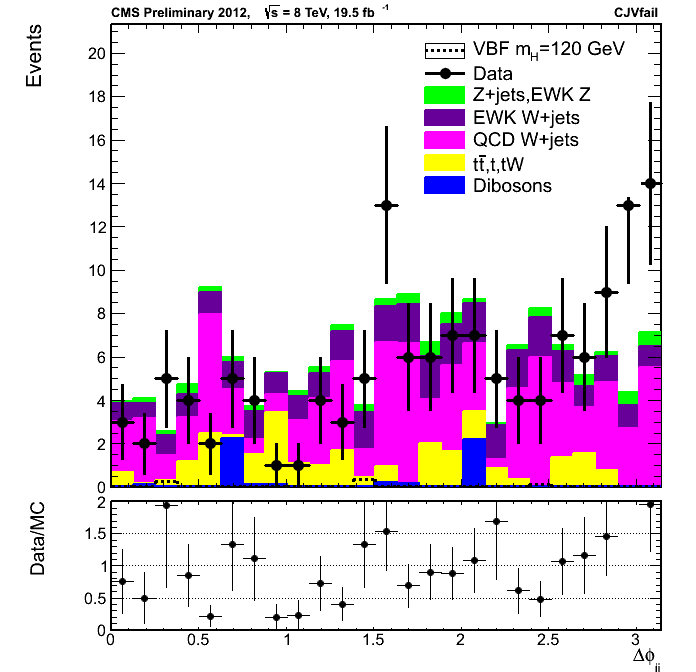 CMS Preliminary 2012, √s = 8 TeV, 19.5 fb⁻¹ CJVfail
Events
20
18
16
14
12
10
8
6
4
2
0
VBF m_H=120 GeV
Data
Z+jets,EWK Z
EWK W+jets
QCD W+jets
tt̄,t,tW
Dibosons
Data/MC
2
1.5
1
0.5
0
0 0.5 1 1.5 2 2.5 3
Δϕjj